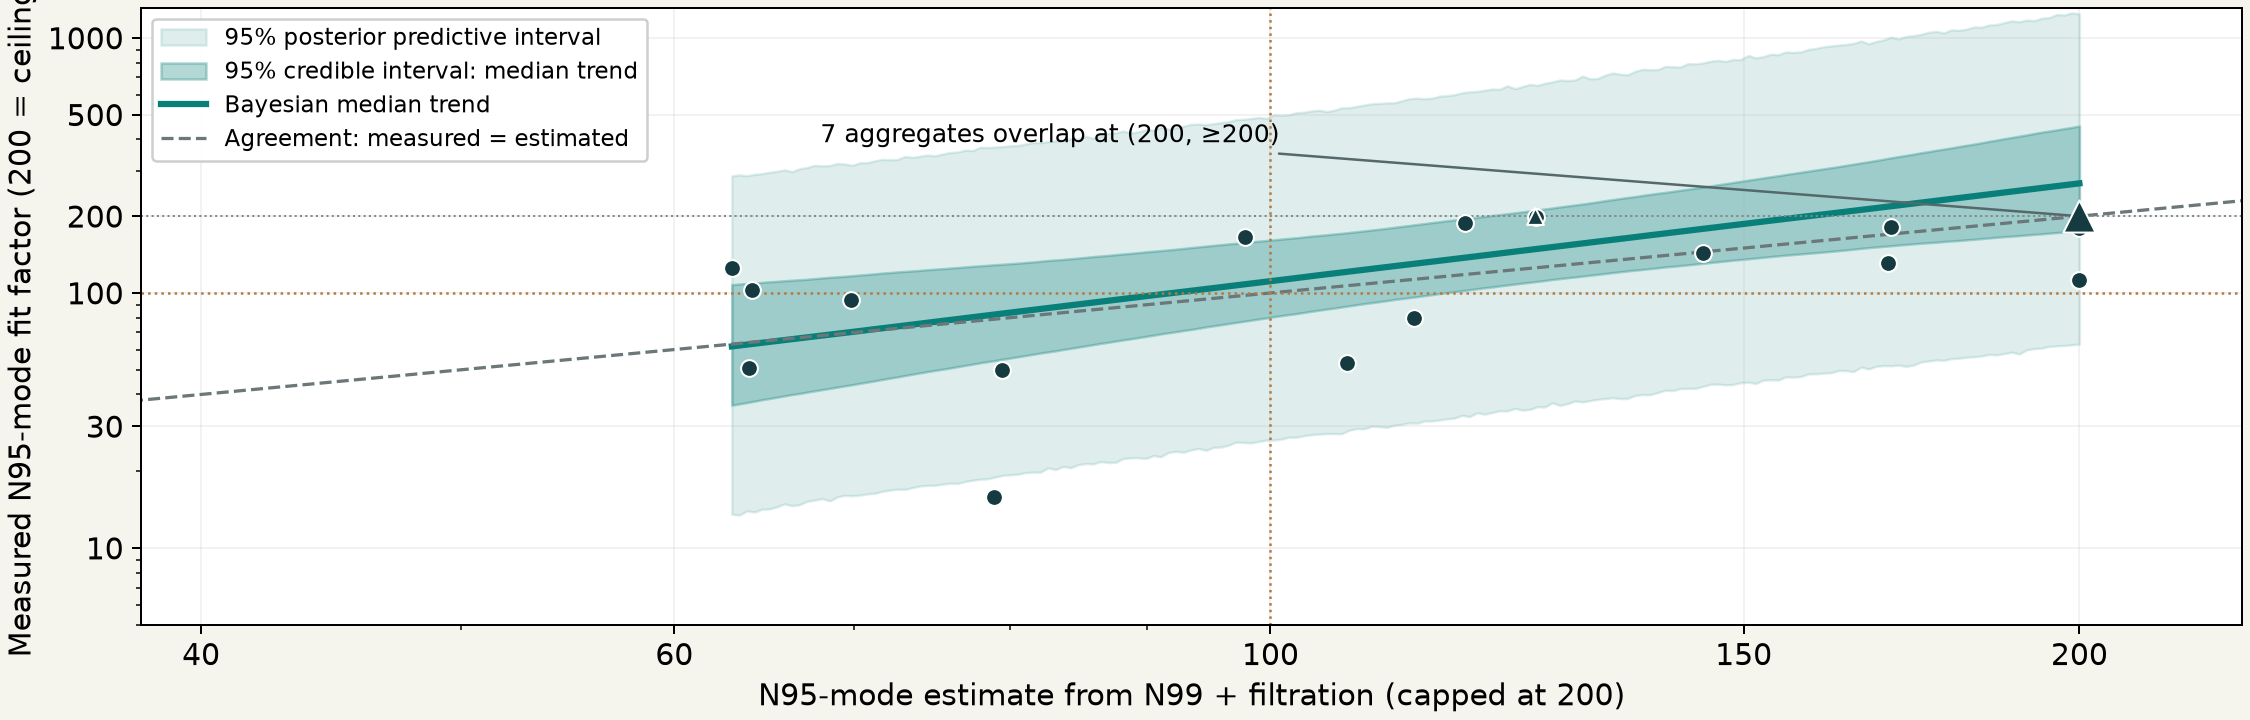 95% posterior predictive interval
95% credible interval: median trend
Bayesian median trend
Agreement: measured = estimated
7 aggregates overlap at (200, ≥200)
Measured N95-mode fit factor (200 = ceiling
1000
500
200
100
30
10
40
60
100
150
200
N95-mode estimate from N99 + filtration (capped at 200)